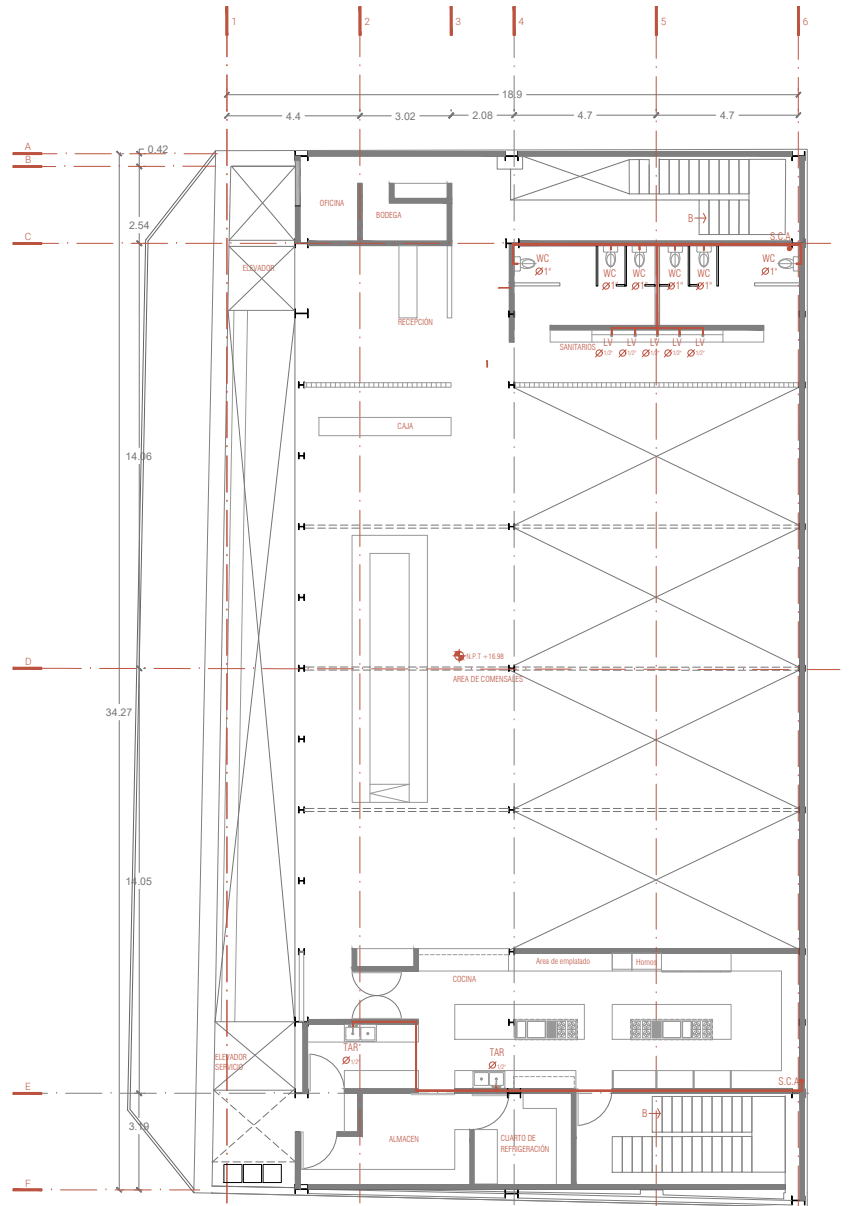 1
2
3
4
5
6
18.9
4.4
3.02
2.08
4.7
4.7
A
0.42
B
OFICINA
BODEGA
2.54
B
S.C.A
C
WC
Ø1"
WC
Ø1"
WC
Ø1"
WC
Ø1"
WC
Ø1"
WC
Ø1"
ELEVADOR
RECEPCIÓN
SANITARIOS
LV
LV
LV
LV
LV
Ø1/2"
Ø1/2"
Ø1/2"
Ø1/2"
Ø1/2"
CAJA
14.06
N.P.T +16.98
D
AREA DE COMENSALES
34.27
14.05
Area de emplatado
Hornos
COCINA
TAR
Ø1/2"
TAR
Ø1/2"
ELEVADOR
SERVICIO
S.C.A
E
B
3.19
ALMACEN
CUARTO DE
REFRIGERACIÓN
F